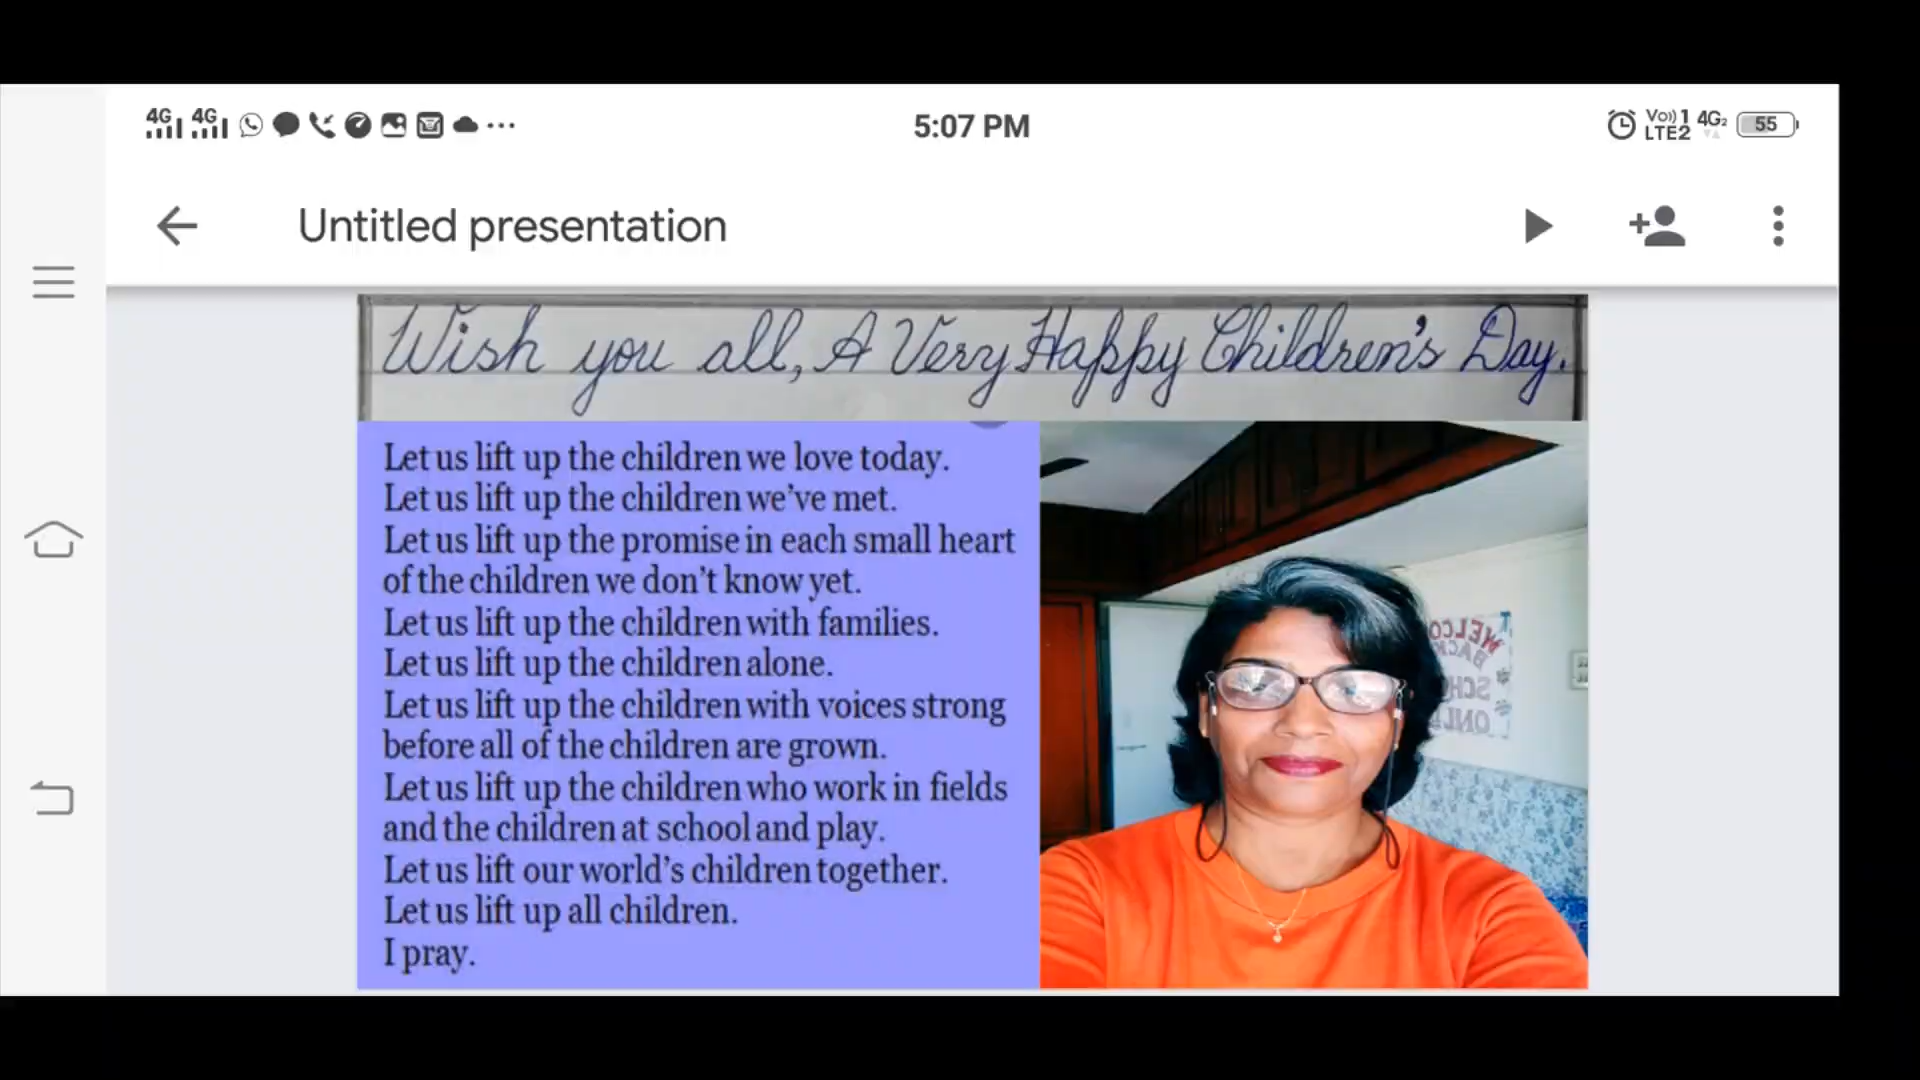 4G 4G 5:07 PM Vo)) 1 4G2
LTE2 55
Untitled presentation
Wish you all, A Very Happy Children's Day.
Let us lift up the children we love today.
Let us lift up the children we’ve met.
Let us lift up the promise in each small heart
of the children we don’t know yet.
Let us lift up the children with families.
Let us lift up the children alone.
Let us lift up the children with voices strong
before all of the children are grown.
Let us lift up the children who work in fields
and the children at school and play.
Let us lift our world’s children together.
Let us lift up all children.
I pray.
WELCO
BACK
SCH
ONL